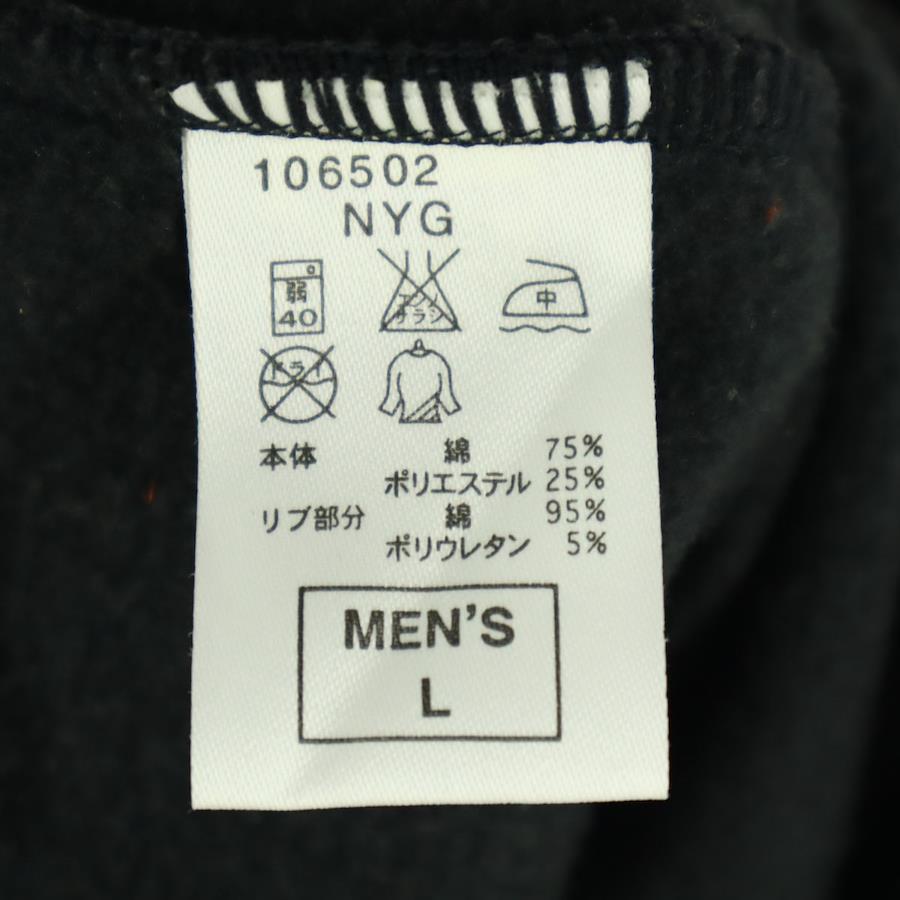 106502
NYG
弱
40
エンソ
サラシ
中
ドライ
本体 綿 75%
ポリエステル 25%
リブ部分 綿 95%
ポリウレタン 5%
MEN'S
L